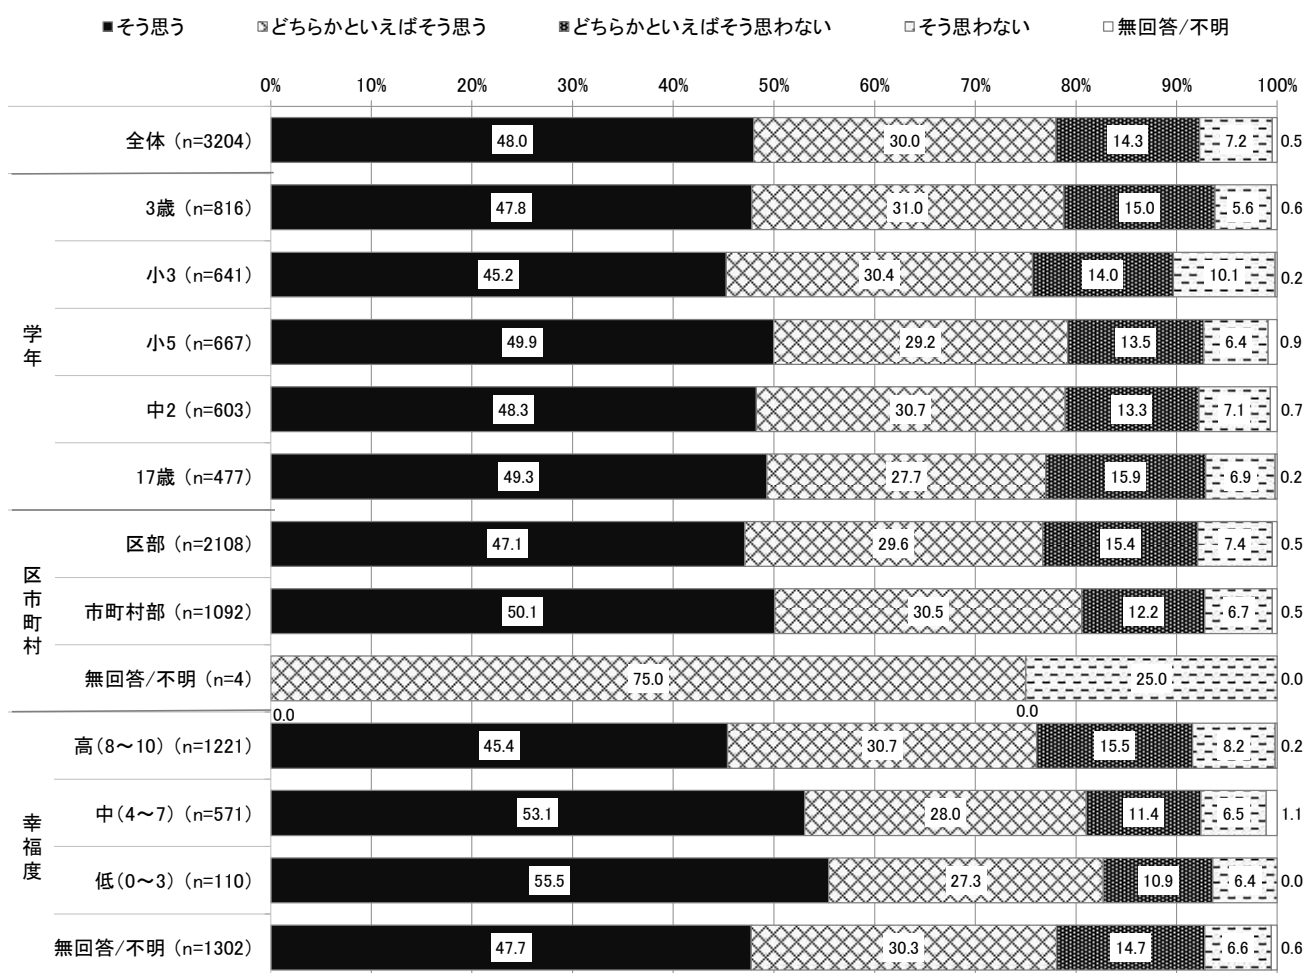 ■そう思う ▧どちらかといえばそう思う ▩どちらかといえばそう思わない □そう思わない □無回答/不明
0% 10% 20% 30% 40% 50% 60% 70% 80% 90% 100%
全体（n=3204） 48.0 30.0 14.3 7.2 0.5
学年
3歳（n=816） 47.8 31.0 15.0 5.6 0.6
小3（n=641） 45.2 30.4 14.0 10.1 0.2
小5（n=667） 49.9 29.2 13.5 6.4 0.9
中2（n=603） 48.3 30.7 13.3 7.1 0.7
17歳（n=477） 49.3 27.7 15.9 6.9 0.2
区市町村
区部（n=2108） 47.1 29.6 15.4 7.4 0.5
市町村部（n=1092） 50.1 30.5 12.2 6.7 0.5
無回答/不明（n=4） 75.0 25.0 0.0
0.0 0.0
幸福度
高（8～10）（n=1221） 45.4 30.7 15.5 8.2 0.2
中（4～7）（n=571） 53.1 28.0 11.4 6.5 1.1
低（0～3）（n=110） 55.5 27.3 10.9 6.4 0.0
無回答/不明（n=1302） 47.7 30.3 14.7 6.6 0.6